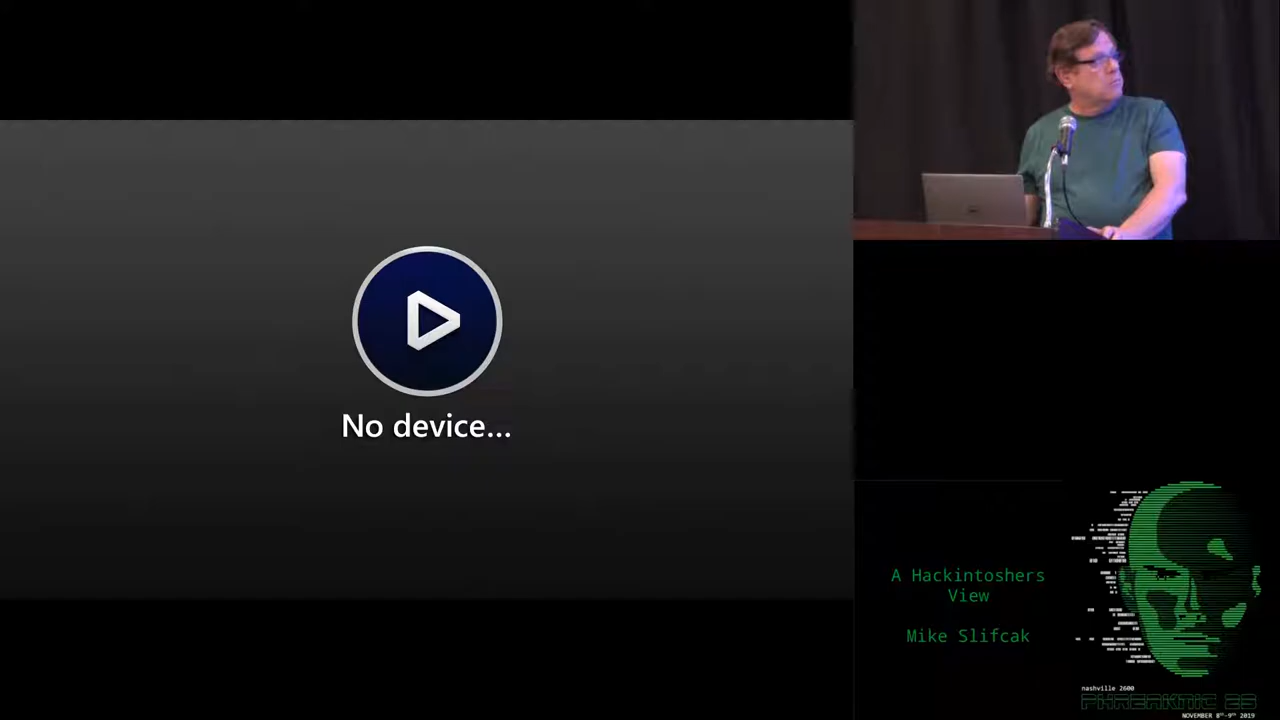 No device...
A Hackintoshers
View
Mike Slifcak
nashville 2600
PHREAKNIC 23
NOVEMBER 8TH-9TH 2019